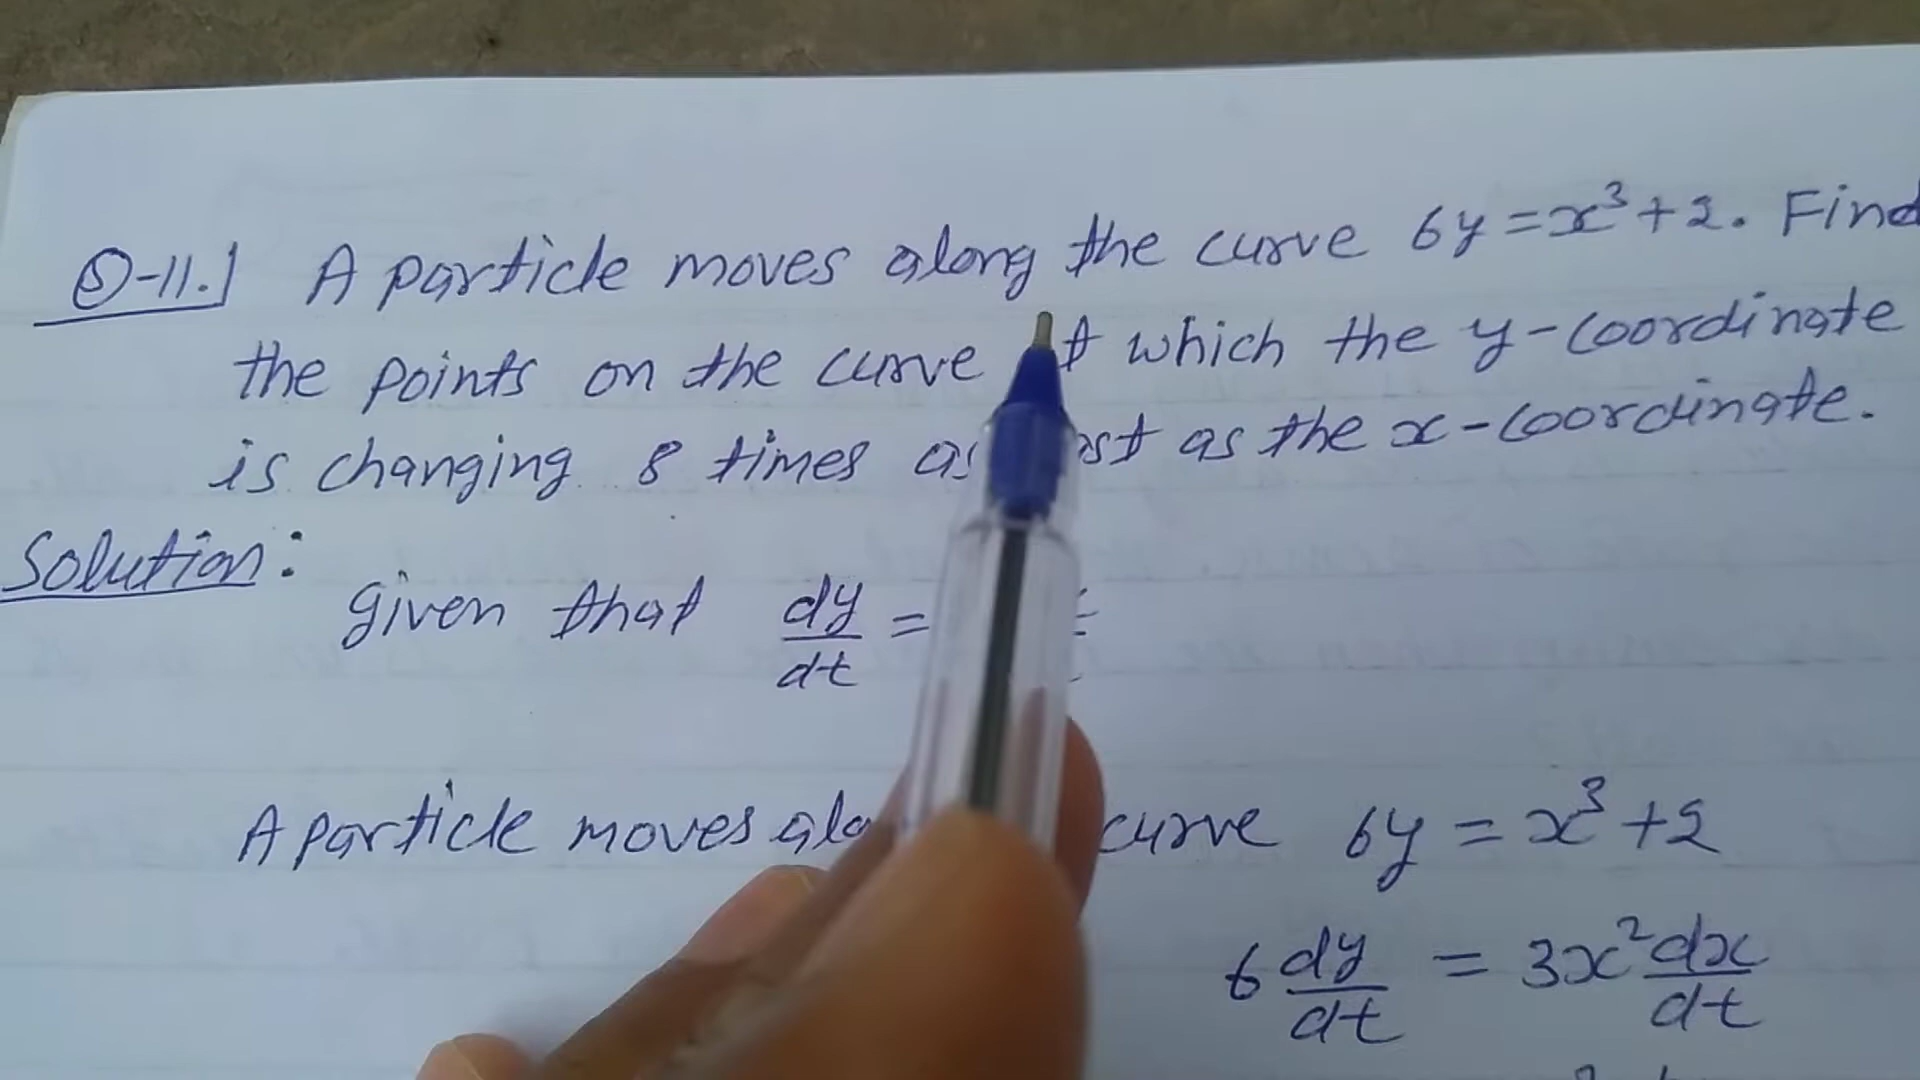 Q-11.] A particle moves along the curve 6y = x³ + 2. Find
the points on the curve which the y-coordinate
is changing 8 times as the x-coordinate.
Solution:
given that dy/dt =
A particle moves curve 6y = x³ + 2
6 dy/dt = 3x² dx/dt